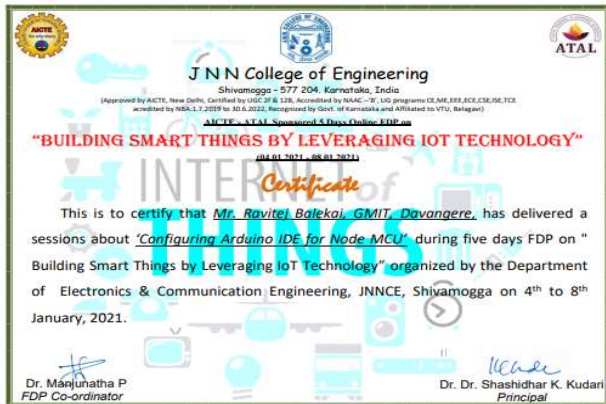 AICTE
JNN COLLEGE OF ENGINEERING
ATAL
J N N College of Engineering
Shivamogga - 577 204. Karnataka, India
(Approved by AICTE, New Delhi, Certified by UGC 2f & 12B, Accredited by NAAC –'B', UG programs: CE,ME,EEE,ECE,CSE,ISE,TCE
accredited by NBA:1.7.2019 to 30.6.2022, Recognized by Govt. of Karnataka and Affiliated to VTU, Belagavi)
AICTE - ATAL Sponsored 5 Days Online FDP on
"BUILDING SMART THINGS BY LEVERAGING IOT TECHNOLOGY"
(04.01.2021 - 08.01.2021)
INTERNET of
THINGS
Certificate
This is to certify that Mr. Ravitej Balekai, GMIT, Davangere, has delivered a
sessions about 'Configuring Arduino IDE for Node MCU' during five days FDP on "
Building Smart Things by Leveraging IoT Technology" organized by the Department
of Electronics & Communication Engineering, JNNCE, Shivamogga on 4th to 8th
January, 2021.
Dr. Manjunatha P
FDP Co-ordinator
Dr. Dr. Shashidhar K. Kudari
Principal